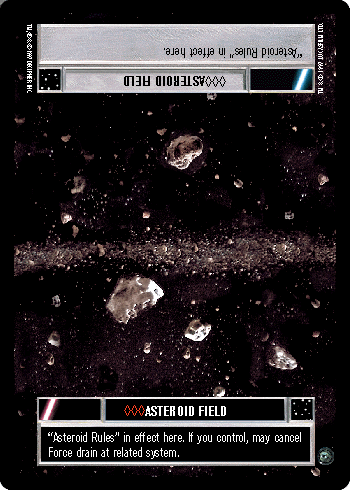 "Asteroid Rules" in effect here.
◊◊◊ASTEROID FIELD
◊◊◊ASTEROID FIELD
"Asteroid Rules" in effect here. If you control, may cancel
Force drain at related system.